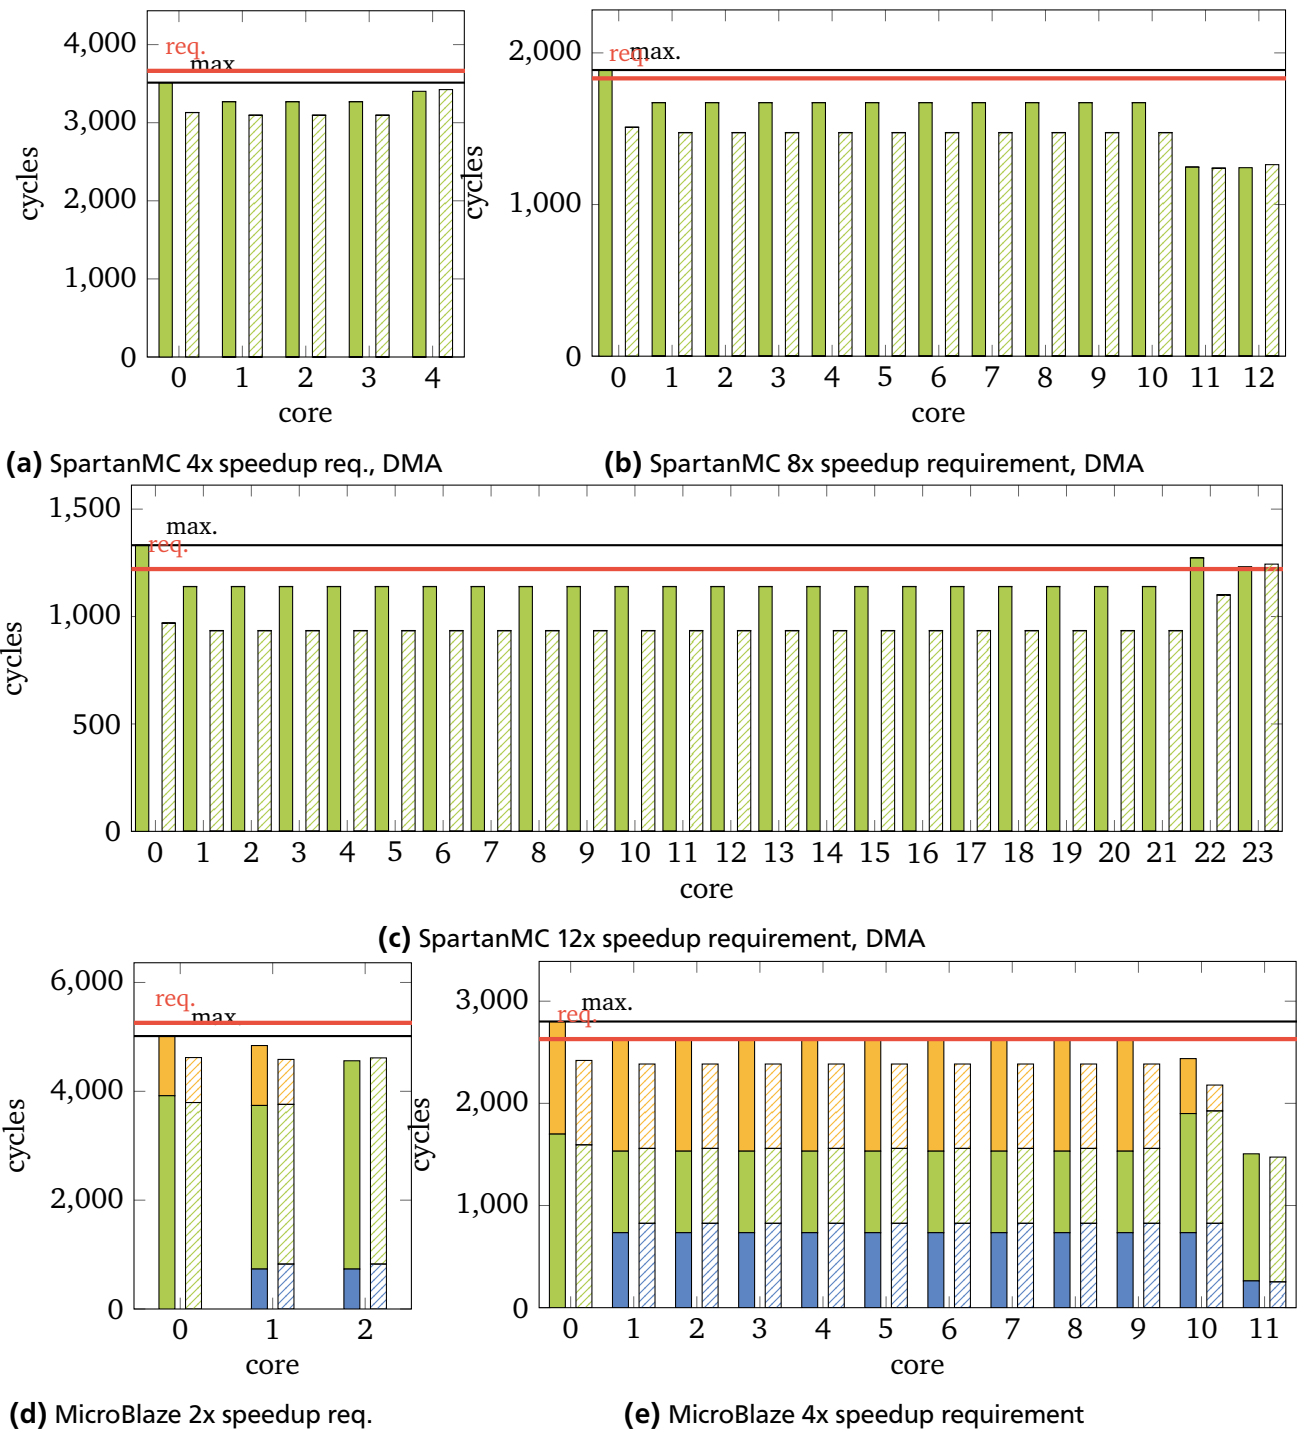 4,000
3,000
2,000
1,000
0
cycles
req.
max.
0 1 2 3 4
core
(a) SpartanMC 4x speedup req., DMA
2,000
1,000
0
cycles
req.
max.
0 1 2 3 4 5 6 7 8 9 10 11 12
core
(b) SpartanMC 8x speedup requirement, DMA
1,500
1,000
500
0
cycles
max.
req.
0 1 2 3 4 5 6 7 8 9 10 11 12 13 14 15 16 17 18 19 20 21 22 23
core
(c) SpartanMC 12x speedup requirement, DMA
6,000
4,000
2,000
0
cycles
req.
max.
0 1 2
core
(d) MicroBlaze 2x speedup req.
3,000
2,000
1,000
0
cycles
max.
req.
0 1 2 3 4 5 6 7 8 9 10 11
core
(e) MicroBlaze 4x speedup requirement